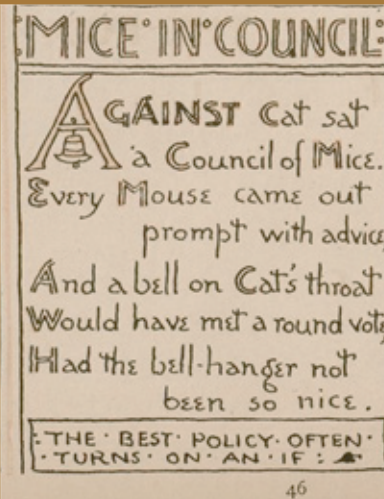 :MICE·IN·COUNCIL:
AGAINST Cat sat
a Council of Mice.
Every Mouse came out
prompt with advice
And a bell on Cat's throat
Would have met a round vote
Had the bell-hanger not
been so nice.
:THE·BEST·POLICY·OFTEN·
·TURNS·ON·AN·IF:
46